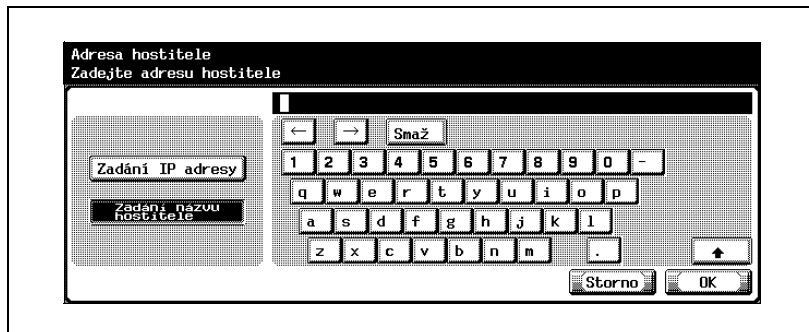 Adresa hostitele
Zadejte adresu hostitele
← → Smaž
1 2 3 4 5 6 7 8 9 0 -
Zadání IP adresy
q w e r t y u i o p
Zadání názvu
hostitele
a s d f g h j k l
z x c v b n m .
Storno OK